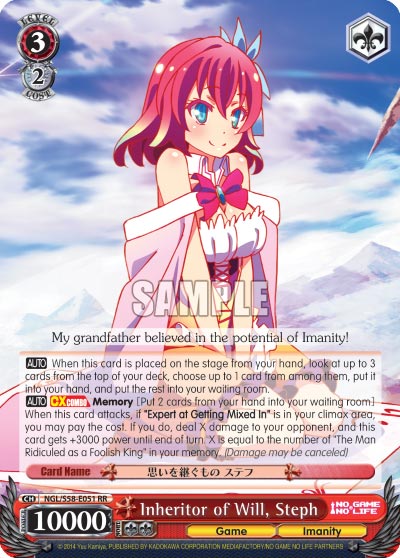 LEVEL
3
2
COST
SAMPLE
My grandfather believed in the potential of Imanity!
AUTO When this card is placed on the stage from your hand, look at up to 3
cards from the top of your deck, choose up to 1 card from among them, put it
into your hand, and put the rest into your waiting room.
AUTO CXCOMBO Memory [Put 2 cards from your hand into your waiting room]
When this card attacks, if "Expert at Getting Mixed In" is in your climax area,
you may pay the cost. If you do, deal X damage to your opponent, and this
card gets +3000 power until end of turn. X is equal to the number of "The Man
Ridiculed as a Foolish King" in your memory. (Damage may be canceled)
Card Name 思いを継ぐもの ステフ
CH NGL/S58-E051 RR
POWER 10000
Inheritor of Will, Steph
NO GAME
NO LIFE
Game Imanity
© 2014 Yuu Kamiya, PUBLISHED BY KADOKAWA CORPORATION MEDIAFACTORY/NO GAME NO LIFE PARTNERS